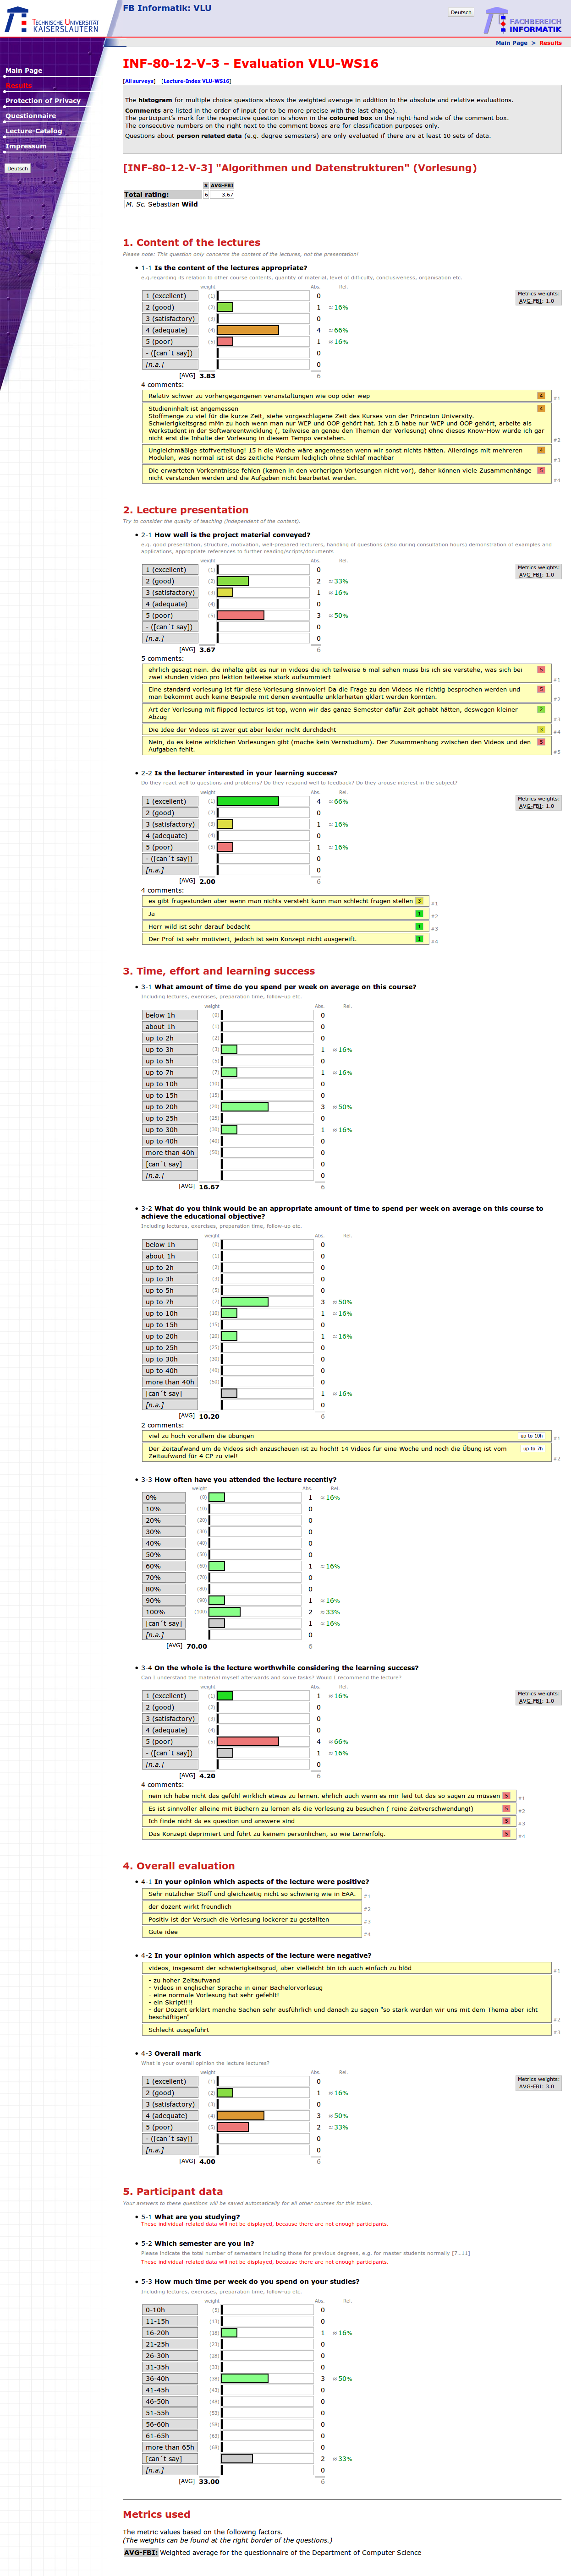 TECHNISCHE UNIVERSITÄT
KAISERSLAUTERN
FB Informatik: VLU
Deutsch
FACHBEREICH
INFORMATIK
Main Page > Results
Main Page
Results
Protection of Privacy
Questionnaire
Lecture-Catalog
Impressum
Deutsch
INF-80-12-V-3 - Evaluation VLU-WS16
[All surveys] [Lecture-Index VLU-WS16]
The histogram for multiple choice questions shows the weighted average in addition to the absolute and relative evaluations.
Comments are listed in the order of input (or to be more precise with the last change).
The participant's mark for the respective question is shown in the coloured box on the right-hand side of the comment box.
The consecutive numbers on the right next to the comment boxes are for classification purposes only.
Questions about person related data (e.g. degree semesters) are only evaluated if there are at least 10 sets of data.
[INF-80-12-V-3] "Algorithmen und Datenstrukturen" (Vorlesung)
# AVG-FBI
Total rating: 6 3.67
M. Sc. Sebastian Wild
1. Content of the lectures
Please note: This question only concerns the content of the lectures, not the presentation!
1-1 Is the content of the lectures appropriate?
e.g.regarding its relation to other course contents, quantity of material, level of difficulty, conclusiveness, organisation etc.
weight Abs. Rel.
1 (excellent) (1) 0
2 (good) (2) 1 ≈16%
3 (satisfactory) (3) 0
4 (adequate) (4) 4 ≈66%
5 (poor) (5) 1 ≈16%
- ([can´t say]) 0
[n.a.] 0
[AVG] 3.83 6
Metrics weights:
AVG-FBI: 1.0
4 comments:
Relativ schwer zu vorhergegangenen veranstaltungen wie oop oder wep 4 #1
Studieninhalt ist angemessen 4
Stoffmenge zu viel für die kurze Zeit, siehe vorgeschlagene Zeit des Kurses von der Princeton University.
Schwierigkeitsgrad mMn zu hoch wenn man nur WEP und OOP gehört hat. Ich z.B habe nur WEP und OOP gehört, arbeite als
Werkstudent in der Softwareentwicklung (, teilweise an genau den Themen der Vorlesung) ohne dieses Know-How würde ich gar
nicht erst die Inhalte der Vorlesung in diesem Tempo verstehen. #2
Ungleichmäßige stoffverteilung! 15 h die Woche wäre angemessen wenn wir sonst nichts hätten. Allerdings mit mehreren 4
Modulen, was normal ist ist das zeitliche Pensum lediglich ohne Schlaf machbar #3
Die erwarteten Vorkenntnisse fehlen (kamen in den vorherigen Vorlesungen nicht vor), daher können viele Zusammenhänge 5
nicht verstanden werden und die Aufgaben nicht bearbeitet werden. #4
2. Lecture presentation
Try to consider the quality of teaching (independent of the content).
2-1 How well is the project material conveyed?
e.g. good presentation, structure, motivation, well-prepared lecturers, handling of questions (also during consultation hours) demonstration of examples and
applications, appropriate references to further reading/scripts/documents
weight Abs. Rel.
1 (excellent) (1) 0
2 (good) (2) 2 ≈33%
3 (satisfactory) (3) 1 ≈16%
4 (adequate) (4) 0
5 (poor) (5) 3 ≈50%
- ([can´t say]) 0
[n.a.] 0
[AVG] 3.67 6
Metrics weights:
AVG-FBI: 1.0
5 comments:
ehrlich gesagt nein. die inhalte gibt es nur in videos die ich teilweise 6 mal sehen muss bis ich sie verstehe, was sich bei 5
zwei stunden video pro lektion teilweise stark aufsummiert #1
Eine standard vorlesung ist für diese Vorlesung sinnvoler! Da die Frage zu den Videos nie richtig besprochen werden und 5
man bekommt auch keine Bespiele mit denen eventuelle unklarheiten gklärt werden könnten. #2
Art der Vorlesung mit flipped lectures ist top, wenn wir das ganze Semester dafür Zeit gehabt hätten, deswegen kleiner 2
Abzug #3
Die Idee der Videos ist zwar gut aber leider nicht durchdacht 3 #4
Nein, da es keine wirklichen Vorlesungen gibt (mache kein Vernstudium). Der Zusammenhang zwischen den Videos und den 5
Aufgaben fehlt. #5
2-2 Is the lecturer interested in your learning success?
Do they react well to questions and problems? Do they respond well to feedback? Do they arouse interest in the subject?
weight Abs. Rel.
1 (excellent) (1) 4 ≈66%
2 (good) (2) 0
3 (satisfactory) (3) 1 ≈16%
4 (adequate) (4) 0
5 (poor) (5) 1 ≈16%
- ([can´t say]) 0
[n.a.] 0
[AVG] 2.00 6
Metrics weights:
AVG-FBI: 1.0
4 comments:
es gibt fragestunden aber wenn man nichts versteht kann man schlecht fragen stellen 3 #1
Ja 1 #2
Herr wild ist sehr darauf bedacht 1 #3
Der Prof ist sehr motiviert, jedoch ist sein Konzept nicht ausgereift. 1 #4
3. Time, effort and learning success
3-1 What amount of time do you spend per week on average on this course?
Including lectures, exercises, preparation time, follow-up etc.
weight Abs. Rel.
below 1h (0) 0
about 1h (1) 0
up to 2h (2) 0
up to 3h (3) 1 ≈16%
up to 5h (5) 0
up to 7h (7) 1 ≈16%
up to 10h (10) 0
up to 15h (15) 0
up to 20h (20) 3 ≈50%
up to 25h (25) 0
up to 30h (30) 1 ≈16%
up to 40h (40) 0
more than 40h (50) 0
[can´t say] 0
[n.a.] 0
[AVG] 16.67 6
3-2 What do you think would be an appropriate amount of time to spend per week on average on this course to
achieve the educational objective?
Including lectures, exercises, preparation time, follow-up etc.
weight Abs. Rel.
below 1h (0) 0
about 1h (1) 0
up to 2h (2) 0
up to 3h (3) 0
up to 5h (5) 0
up to 7h (7) 3 ≈50%
up to 10h (10) 1 ≈16%
up to 15h (15) 0
up to 20h (20) 1 ≈16%
up to 25h (25) 0
up to 30h (30) 0
up to 40h (40) 0
more than 40h (50) 0
[can´t say] 1 ≈16%
[n.a.] 0
[AVG] 10.20 6
2 comments:
viel zu hoch vorallem die übungen up to 10h #1
Der Zeitaufwand um de Videos sich anzuschauen ist zu hoch!! 14 Videos für eine Woche und noch die Übung ist vom up to 7h
Zeitaufwand für 4 CP zu viel! #2
3-3 How often have you attended the lecture recently?
weight Abs. Rel.
0% (0) 1 ≈16%
10% (10) 0
20% (20) 0
30% (30) 0
40% (40) 0
50% (50) 0
60% (60) 1 ≈16%
70% (70) 0
80% (80) 0
90% (90) 1 ≈16%
100% (100) 2 ≈33%
[can´t say] 1 ≈16%
[n.a.] 0
[AVG] 70.00 6
3-4 On the whole is the lecture worthwhile considering the learning success?
Can I understand the material myself afterwards and solve tasks? Would I recommend the lecture?
weight Abs. Rel.
1 (excellent) (1) 1 ≈16%
2 (good) (2) 0
3 (satisfactory) (3) 0
4 (adequate) (4) 0
5 (poor) (5) 4 ≈66%
- ([can´t say]) 1 ≈16%
[n.a.] 0
[AVG] 4.20 6
Metrics weights:
AVG-FBI: 1.0
4 comments:
nein ich habe nicht das gefühl wirklich etwas zu lernen. ehrlich auch wenn es mir leid tut das so sagen zu müssen 5 #1
Es ist sinnvoller alleine mit Büchern zu lernen als die Vorlesung zu besuchen ( reine Zeitverschwendung!) 5 #2
Ich finde nicht da es question and answere sind 5 #3
Das Konzept deprimiert und führt zu keinem persönlichen, so wie Lernerfolg. 5 #4
4. Overall evaluation
4-1 In your opinion which aspects of the lecture were positive?
Sehr nützlicher Stoff und gleichzeitig nicht so schwierig wie in EAA. #1
der dozent wirkt freundlich #2
Positiv ist der Versuch die Vorlesung lockerer zu gestallten #3
Gute idee #4
4-2 In your opinion which aspects of the lecture were negative?
videos, insgesamt der schwierigkeitsgrad, aber vielleicht bin ich auch einfach zu blöd #1
- zu hoher Zeitaufwand
- Videos in englischer Sprache in einer Bachelorvorlesug
- eine normale Vorlesung hat sehr gefehlt!
- ein Skript!!!!
- der Dozent erklärt manche Sachen sehr ausführlich und danach zu sagen "so stark werden wir uns mit dem Thema aber icht
beschäftigen" #2
Schlecht ausgeführt #3
4-3 Overall mark
What is your overall opinion the lecture lectures?
weight Abs. Rel.
1 (excellent) (1) 0
2 (good) (2) 1 ≈16%
3 (satisfactory) (3) 0
4 (adequate) (4) 3 ≈50%
5 (poor) (5) 2 ≈33%
- ([can´t say]) 0
[n.a.] 0
[AVG] 4.00 6
Metrics weights:
AVG-FBI: 3.0
5. Participant data
Your answers to these questions will be saved automatically for all other courses for this token.
5-1 What are you studying?
These individual-related data will not be displayed, because there are not enough participants.
5-2 Which semester are you in?
Please indicate the total number of semesters including those for previous degrees, e.g. for master students normally [7..11]
These individual-related data will not be displayed, because there are not enough participants.
5-3 How much time per week do you spend on your studies?
Including lectures, exercises, preparation time, follow-up etc.
weight Abs. Rel.
0-10h (5) 0
11-15h (13) 0
16-20h (18) 1 ≈16%
21-25h (23) 0
26-30h (28) 0
31-35h (33) 0
36-40h (38) 3 ≈50%
41-45h (43) 0
46-50h (48) 0
51-55h (53) 0
56-60h (58) 0
61-65h (63) 0
more than 65h (68) 0
[can´t say] 2 ≈33%
[n.a.] 0
[AVG] 33.00 6
Metrics used
The metric values based on the following factors.
(The weights can be found at the right border of the questions.)
AVG-FBI: Weighted average for the questionnaire of the Department of Computer Science